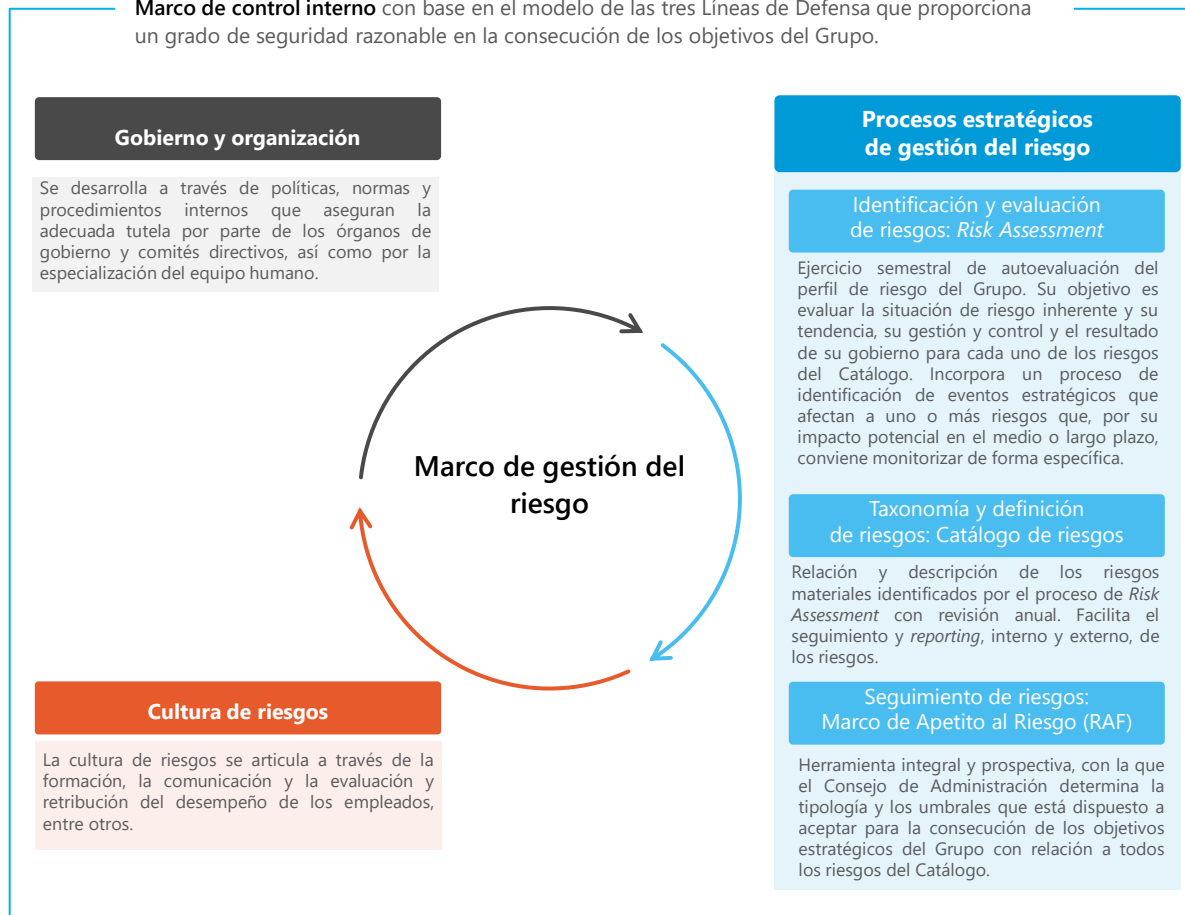 Marco de control interno con base en el modelo de las tres Líneas de Defensa que proporciona
un grado de seguridad razonable en la consecución de los objetivos del Grupo.
Gobierno y organización
Se desarrolla a través de políticas, normas y
procedimientos internos que aseguran la
adecuada tutela por parte de los órganos de
gobierno y comités directivos, así como por la
especialización del equipo humano.
Marco de gestión del
riesgo
Cultura de riesgos
La cultura de riesgos se articula a través de la
formación, la comunicación y la evaluación y
retribución del desempeño de los empleados,
entre otros.
Procesos estratégicos
de gestión del riesgo
Identificación y evaluación
de riesgos: Risk Assessment
Ejercicio semestral de autoevaluación del
perfil de riesgo del Grupo. Su objetivo es
evaluar la situación de riesgo inherente y su
tendencia, su gestión y control y el resultado
de su gobierno para cada uno de los riesgos
del Catálogo. Incorpora un proceso de
identificación de eventos estratégicos que
afectan a uno o más riesgos que, por su
impacto potencial en el medio o largo plazo,
conviene monitorizar de forma específica.
Taxonomía y definición
de riesgos: Catálogo de riesgos
Relación y descripción de los riesgos
materiales identificados por el proceso de Risk
Assessment con revisión anual. Facilita el
seguimiento y reporting, interno y externo, de
los riesgos.
Seguimiento de riesgos:
Marco de Apetito al Riesgo (RAF)
Herramienta integral y prospectiva, con la que
el Consejo de Administración determina la
tipología y los umbrales que está dispuesto a
aceptar para la consecución de los objetivos
estratégicos del Grupo con relación a todos
los riesgos del Catálogo.